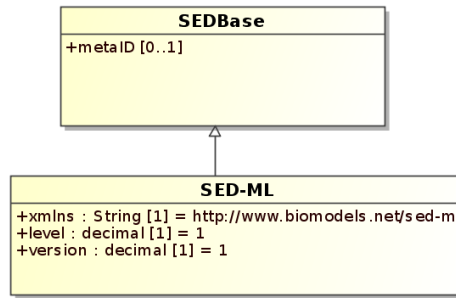 SEDBase
+metaID [0..1]
SED-ML
+xmlns : String [1] = http://www.biomodels.net/sed-m
+level : decimal [1] = 1
+version : decimal [1] = 1